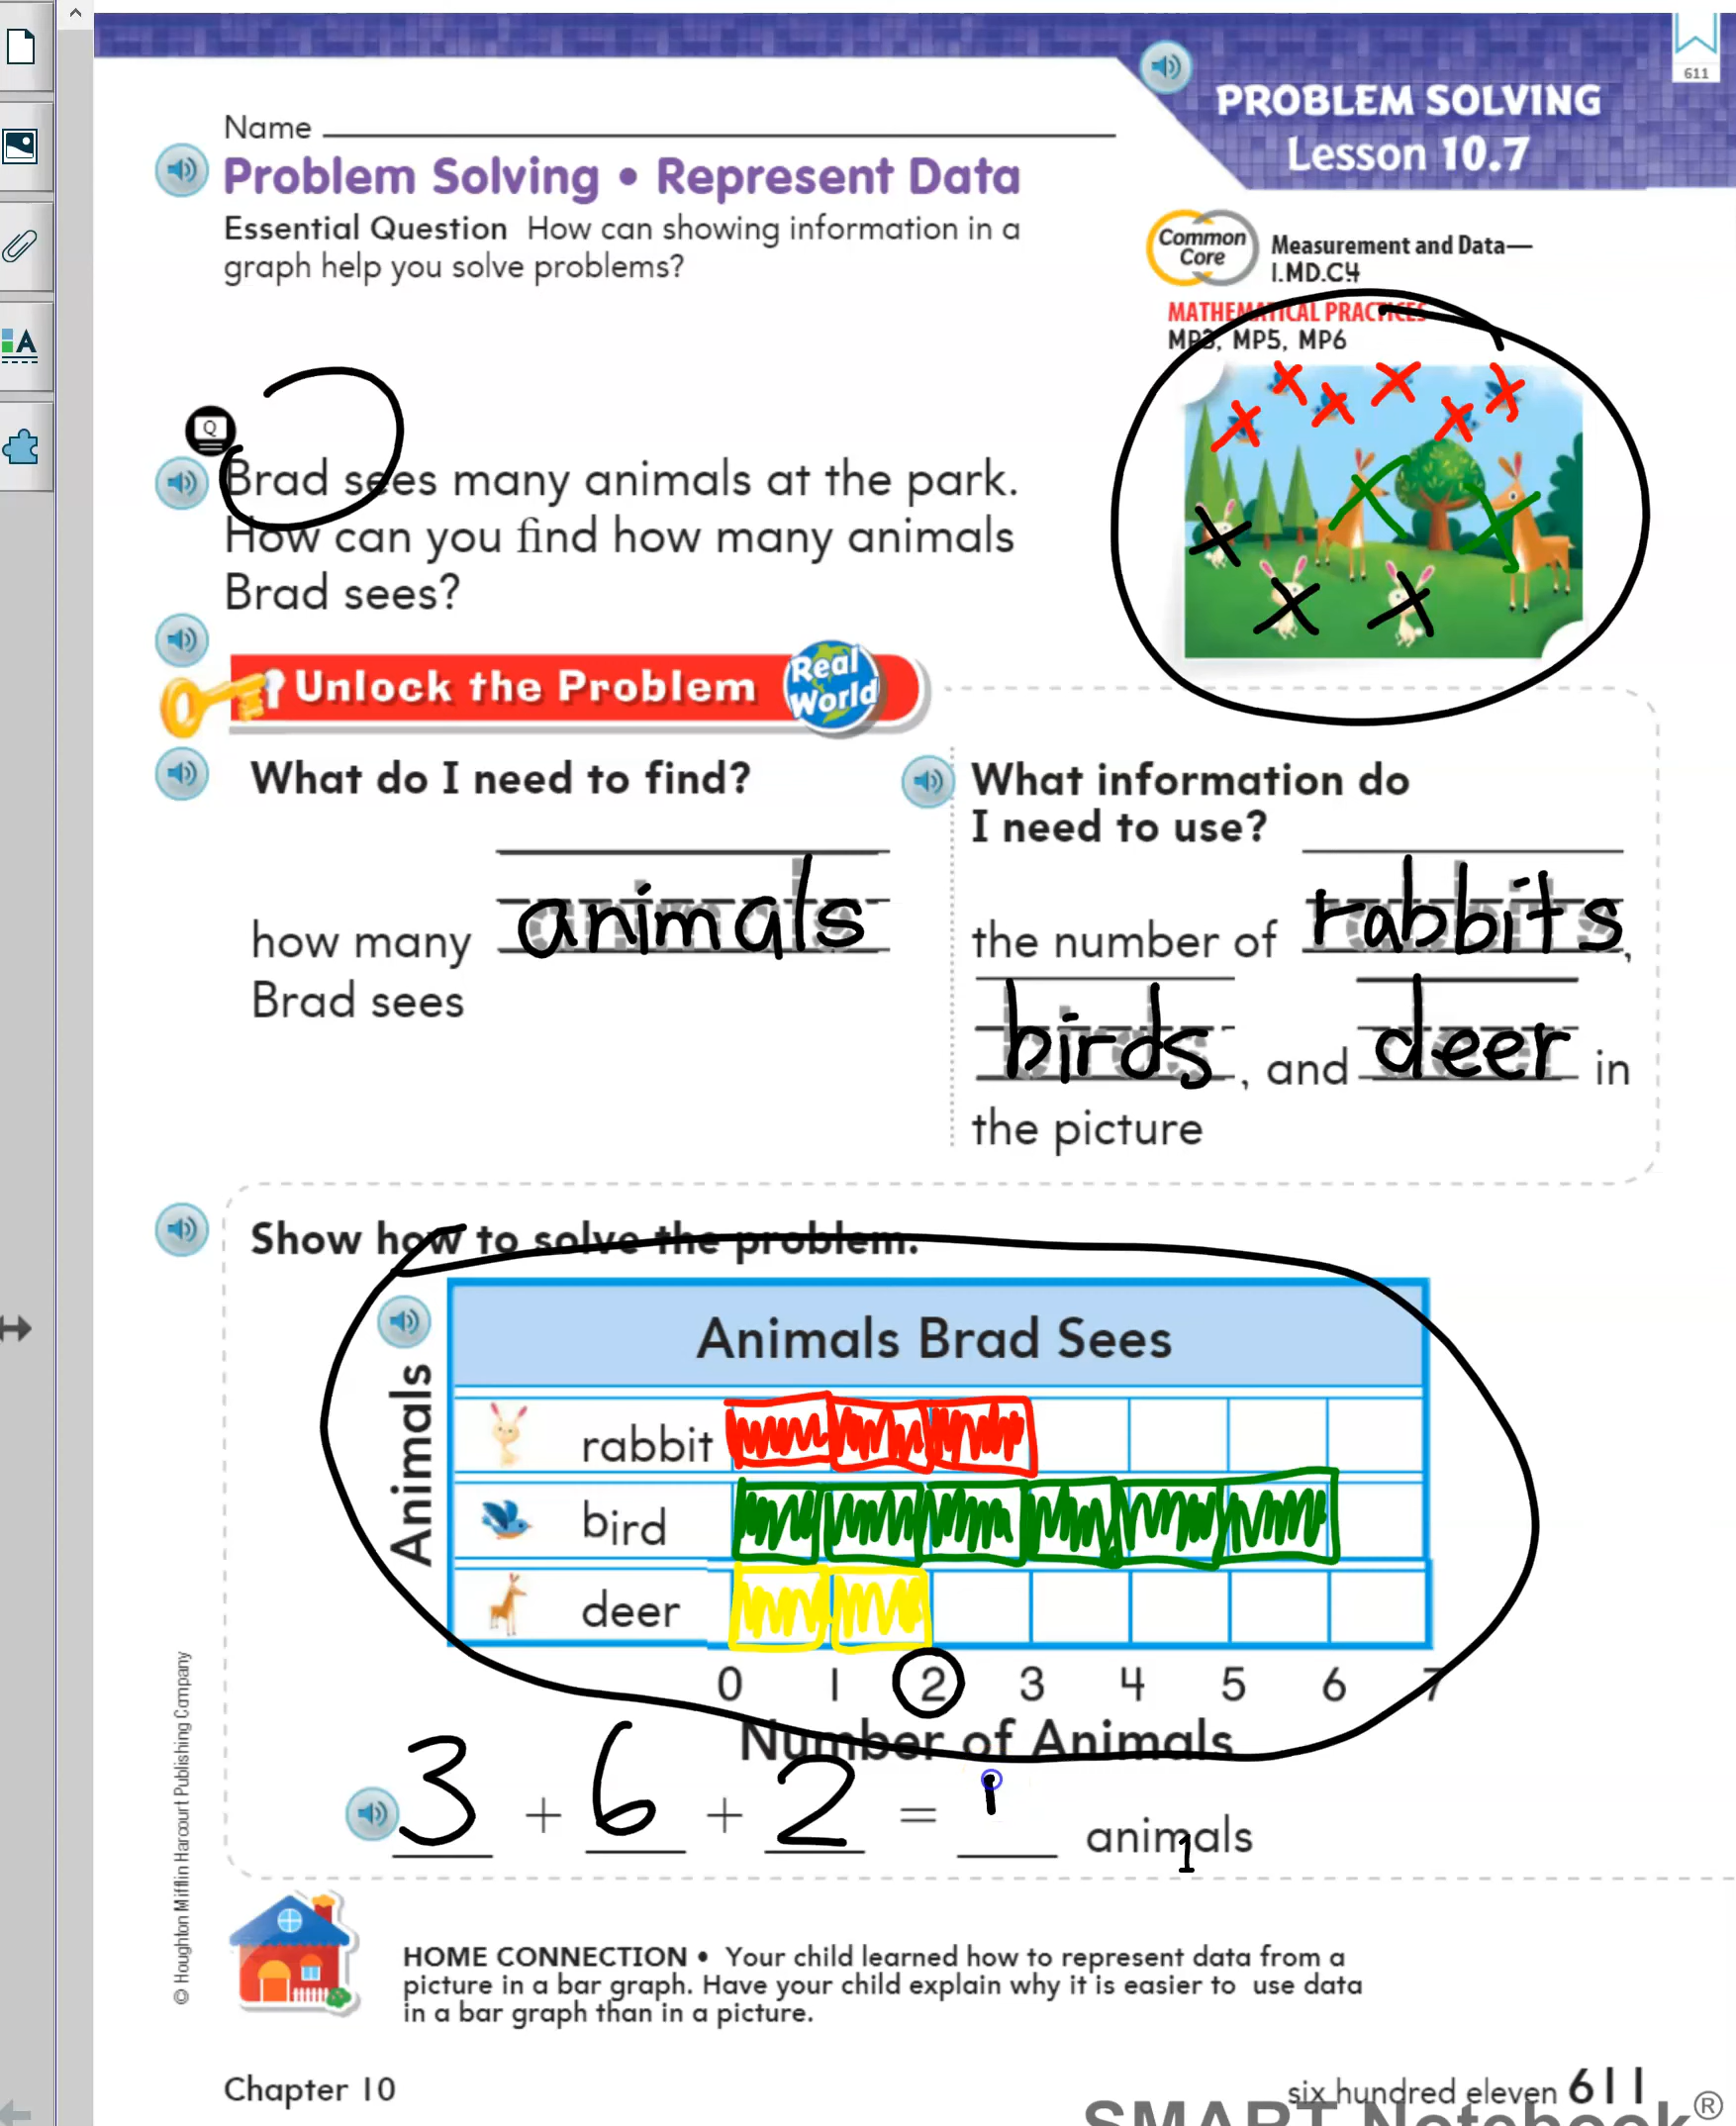 611
PROBLEM SOLVING
Lesson 10.7
Name
Problem Solving • Represent Data
Essential Question How can showing information in a
graph help you solve problems?
Common
Core
Measurement and Data—
1.MD.C4
MATHEMATICAL PRACTICES
MP3, MP5, MP6
Q
Brad sees many animals at the park.
How can you find how many animals
Brad sees?
Unlock the Problem
Real
World
What do I need to find?
how many animals
Brad sees
What information do
I need to use?
the number of rabbits,
birds, and deer in
the picture
Show how to solve the problem.
Animals Brad Sees
Animals
rabbit
bird
deer
0 1 2 3 4 5 6 7
Number of Animals
3 + 6 + 2 = 1 animals
1
© Houghton Mifflin Harcourt Publishing Company
HOME CONNECTION • Your child learned how to represent data from a
picture in a bar graph. Have your child explain why it is easier to use data
in a bar graph than in a picture.
Chapter 10
six hundred eleven 611
SMART Notebook®